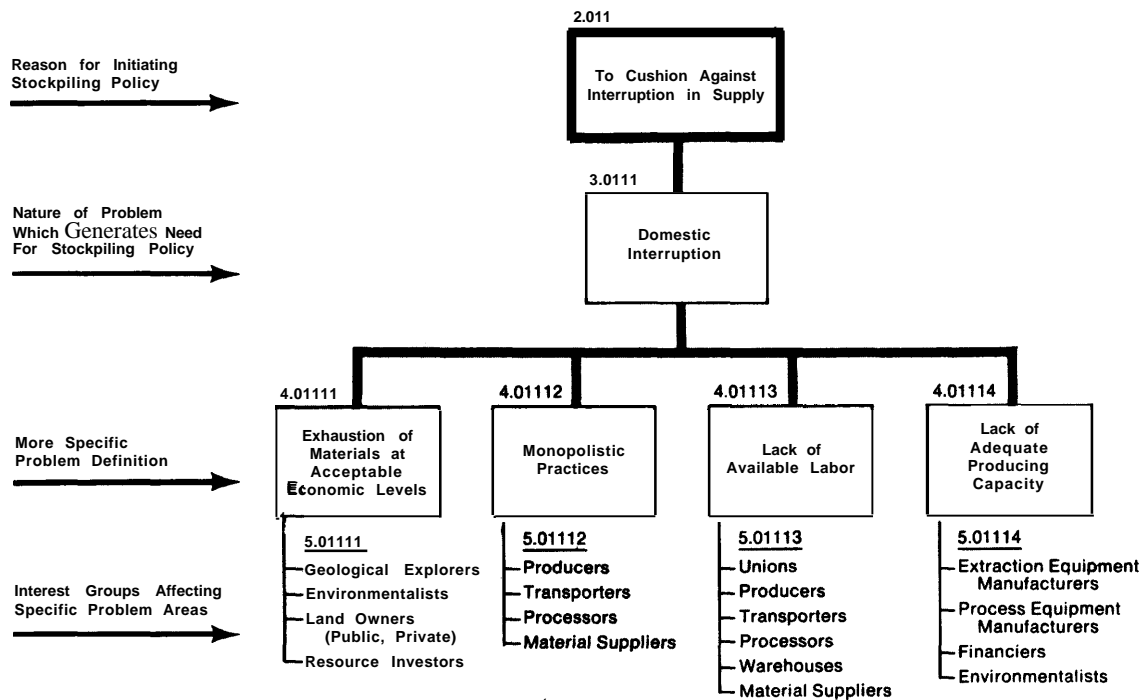 2.011
Reason for Initiating
Stockpiling Policy
To Cushion Against
Interruption in Supply
3.0111
Nature of Problem
Which Generates Need
For Stockpiling Policy
Domestic
Interruption
4.01111
4.01112
4.01113
4.01114
More Specific
Problem Definition
Exhaustion of
Materials at
Acceptable
Economic Levels
Monopolistic
Practices
Lack of
Available Labor
Lack of
Adequate
Producing
Capacity
Interest Groups Affecting
Specific Problem Areas
5.01111
Geological Explorers
Environmentalists
Land Owners
(Public, Private)
Resource Investors
5.01112
Producers
Transporters
Processors
Material Suppliers
5.01113
Unions
Producers
Transporters
Processors
Warehouses
Material Suppliers
5.01114
Extraction Equipment
Manufacturers
Process Equipment
Manufacturers
Financiers
Environmentalists